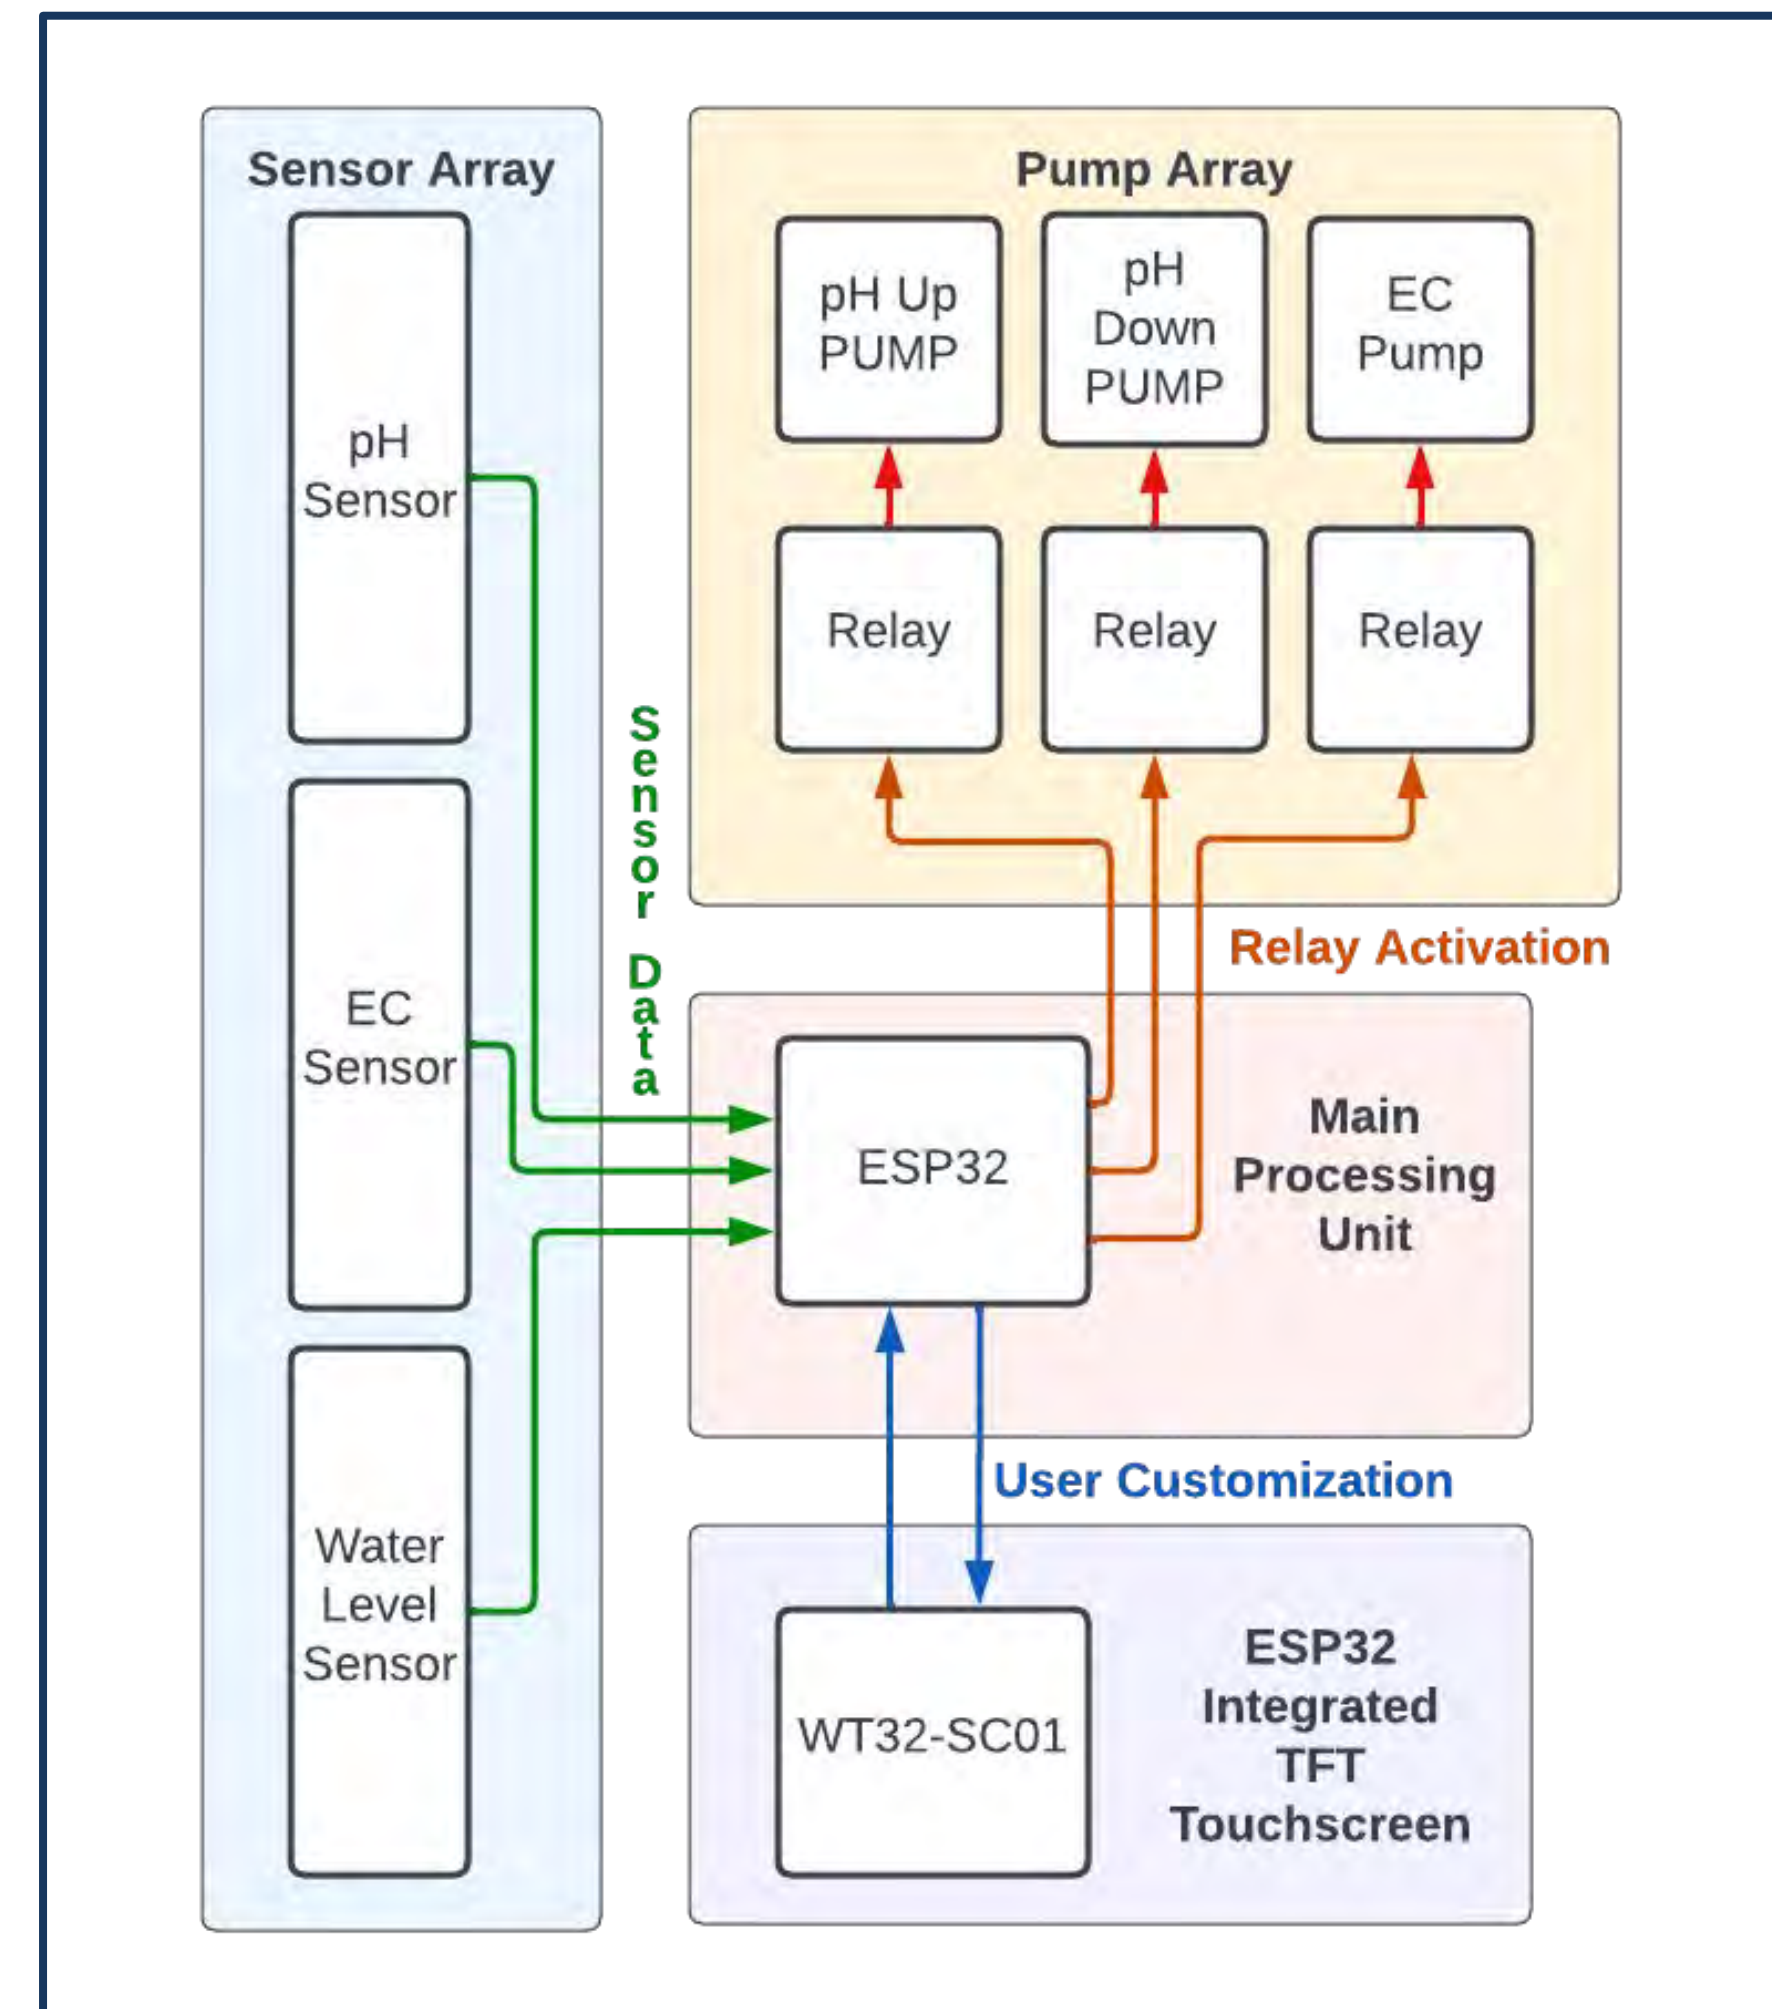 Sensor Array
pH
Sensor
EC
Sensor
Water
Level
Sensor
Sensor Data
Pump Array
pH Up
PUMP
pH
Down
PUMP
EC
Pump
Relay
Relay
Relay
Relay Activation
ESP32
Main
Processing
Unit
User Customization
WT32-SC01
ESP32
Integrated
TFT
Touchscreen